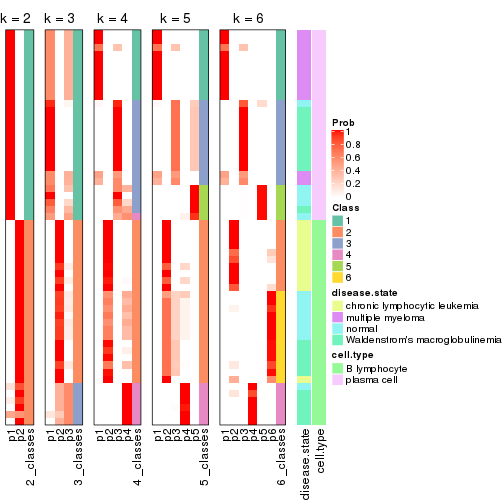 k = 2 k = 3 k = 4 k = 5 k = 6
Prob
1
0.8
0.6
0.4
0.2
0
Class
1
2
3
4
5
6
disease.state
chronic lymphocytic leukemia
multiple myeloma
normal
Waldenstrom's macroglobulinemia
cell.type
B lymphocyte
plasma cell
p1 p2 2_classes p1 p2 p3 3_classes p1 p2 p3 p4 4_classes p1 p2 p3 p4 p5 5_classes p1 p2 p3 p4 p5 p6 6_classes disease.state cell.type